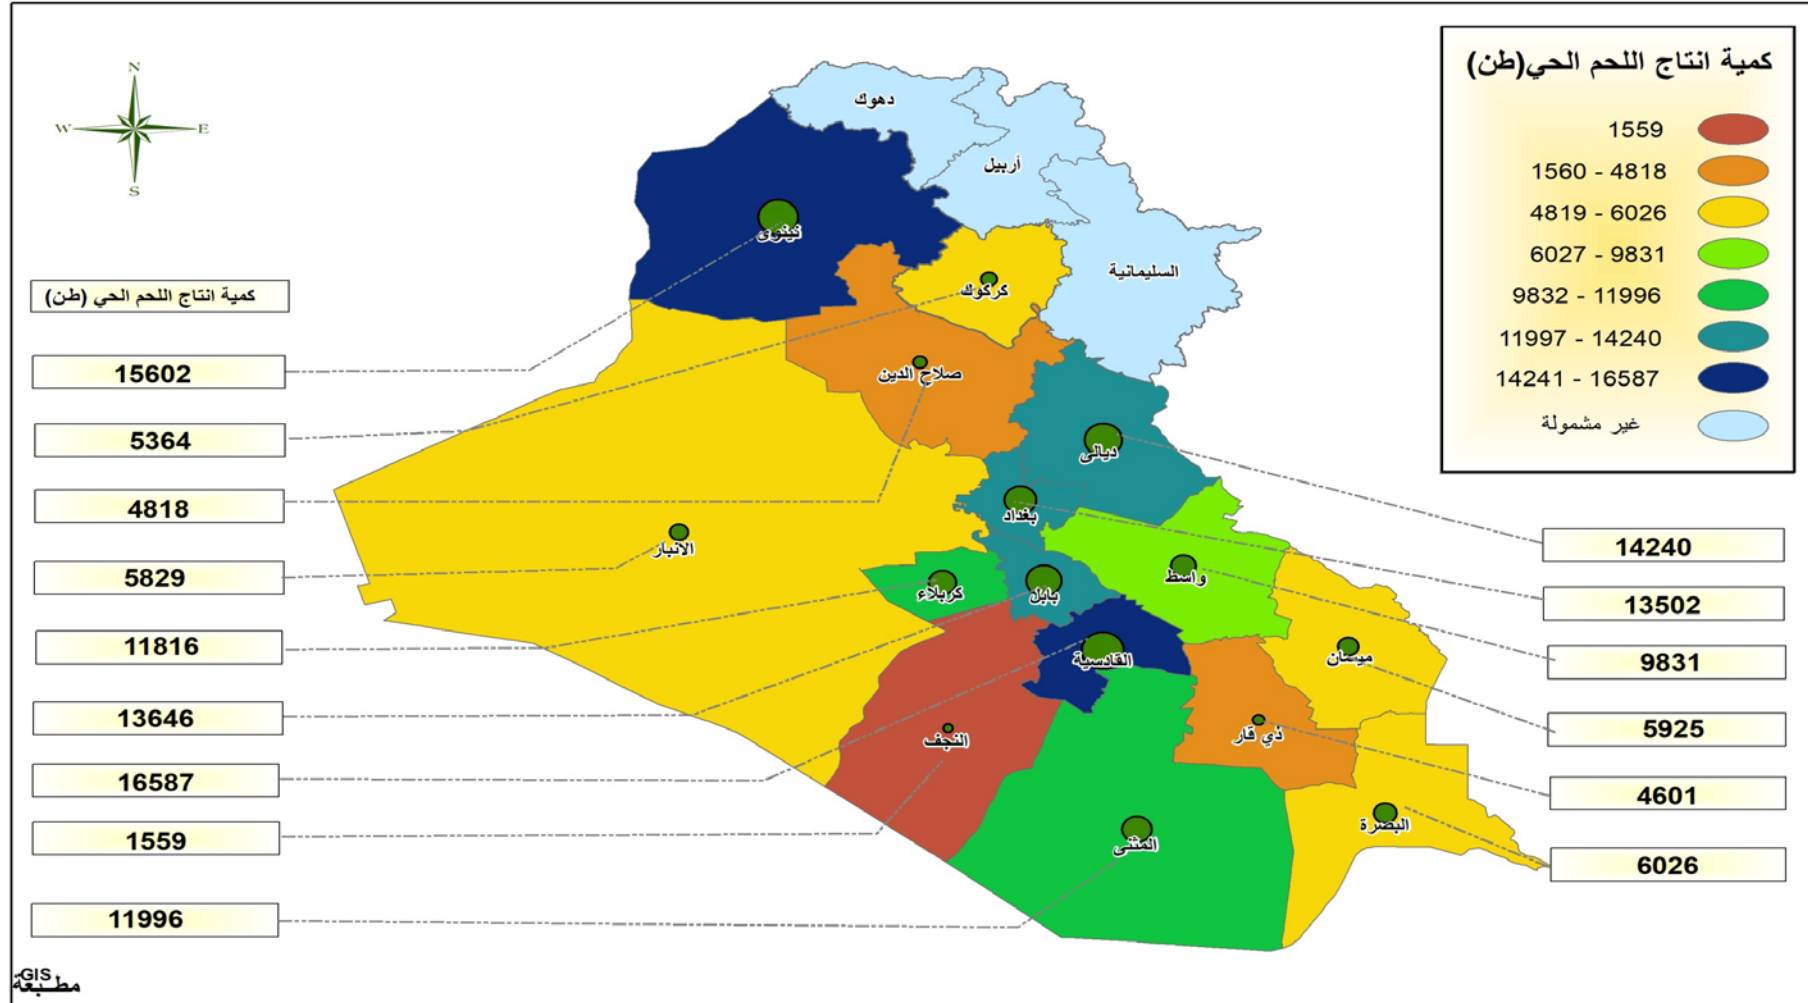 كمية انتاج اللحم الحي(طن)
1559
1560 - 4818
4819 - 6026
6027 - 9831
9832 - 11996
11997 - 14240
14241 - 16587
غير مشمولة
N
W
E
S
دهوك
أربيل
نينوى
السليمانية
كركوك
صلاح الدين
ديالى
بغداد
الانبار
واسط
كربلاء
بابل
ميسان
القادسية
النجف
ذي قار
البصرة
المثنى
كمية انتاج اللحم الحي (طن)
15602
5364
4818
5829
11816
13646
16587
1559
11996
14240
13502
9831
5925
4601
6026
GIS
مطبعة